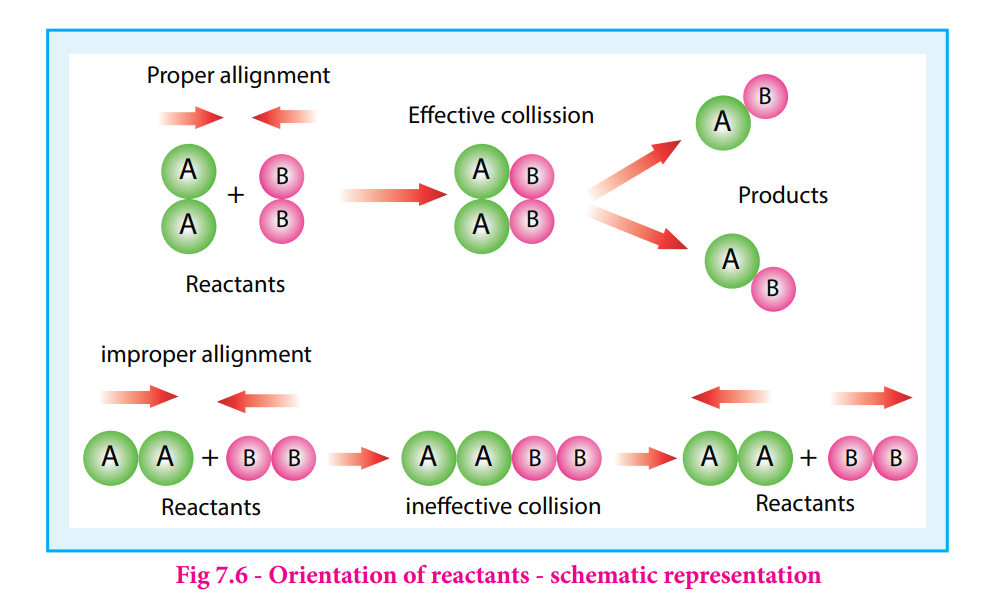 Proper allignment
Effective collission
A B
A + B
A B
A B
A B
A B
Products
A B
Reactants
improper allignment
A A + B B
A A B B
A A + B B
Reactants
ineffective collision
Reactants
Fig 7.6 - Orientation of reactants - schematic representation